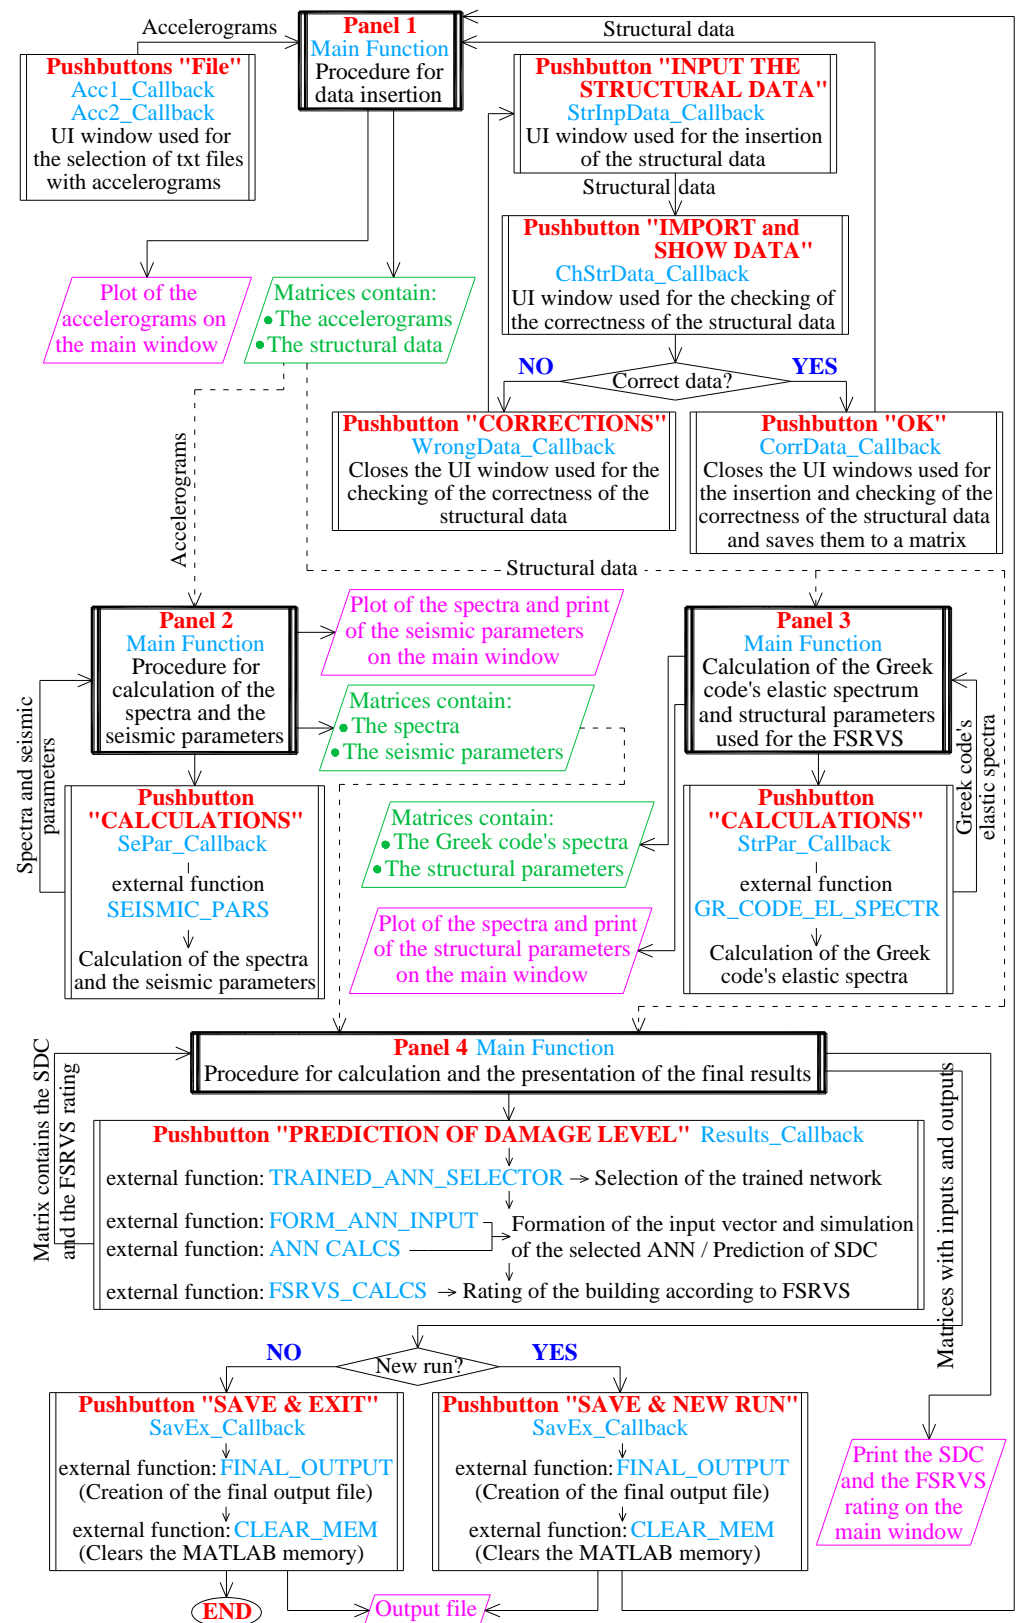 Accelerograms
Panel 1
Main Function
Procedure for
data insertion
Structural data
Pushbuttons "File"
Acc1_Callback
Acc2_Callback
UI window used for
the selection of txt files
with accelerograms
Pushbutton "INPUT THE
STRUCTURAL DATA"
StrInpData_Callback
UI window used for the insertion
of the structural data
Structural data
Pushbutton "IMPORT and
SHOW DATA"
ChStrData_Callback
UI window used for the checking of
the correctness of the structural data
Plot of the
accelerograms on
the main window
Matrices contain:
• The accelerograms
• The structural data
NO
Correct data?
YES
Pushbutton "CORRECTIONS"
WrongData_Callback
Closes the UI window used for the
checking of the correctness of the
structural data
Pushbutton "OK"
CorrData_Callback
Closes the UI windows used for
the insertion and checking of the
correctness of the structural data
and saves them to a matrix
Accelerograms
Structural data
Panel 2
Main Function
Procedure for
calculation of the
spectra and the
seismic parameters
Plot of the spectra and print
of the seismic parameters
on the main window
Matrices contain:
• The spectra
• The seismic parameters
Panel 3
Main Function
Calculation of the Greek
code's elastic spectrum
and structural parameters
used for the FSRVS
Spectra and seismic
parameters
Greek code's
elastic spectra
Pushbutton
"CALCULATIONS"
SePar_Callback
external function
SEISMIC_PARS
Calculation of the spectra
and the seismic parameters
Matrices contain:
• The Greek code's spectra
• The structural parameters
Plot of the spectra and print
of the structural parameters
on the main window
Pushbutton
"CALCULATIONS"
StrPar_Callback
external function
GR_CODE_EL_SPECTR
Calculation of the Greek
code's elastic spectra
Panel 4 Main Function
Procedure for calculation and the presentation of the final results
Matrix contains the SDC
and the FSRVS rating
Matrices with inputs and outputs
Pushbutton "PREDICTION OF DAMAGE LEVEL" Results_Callback
external function: TRAINED_ANN_SELECTOR → Selection of the trained network
external function: FORM_ANN_INPUT
external function: ANN CALCS
Formation of the input vector and simulation
of the selected ANN / Prediction of SDC
external function: FSRVS_CALCS → Rating of the building according to FSRVS
NO
New run?
YES
Pushbutton "SAVE & EXIT"
SavEx_Callback
external function: FINAL_OUTPUT
(Creation of the final output file)
external function: CLEAR_MEM
(Clears the MATLAB memory)
Pushbutton "SAVE & NEW RUN"
SavEx_Callback
external function: FINAL_OUTPUT
(Creation of the final output file)
external function: CLEAR_MEM
(Clears the MATLAB memory)
Print the SDC
and the FSRVS
rating on the
main window
END
Output file